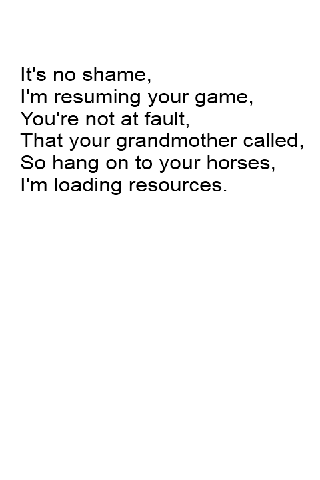 It's no shame,
I'm resuming your game,
You're not at fault,
That your grandmother called,
So hang on to your horses,
I'm loading resources.